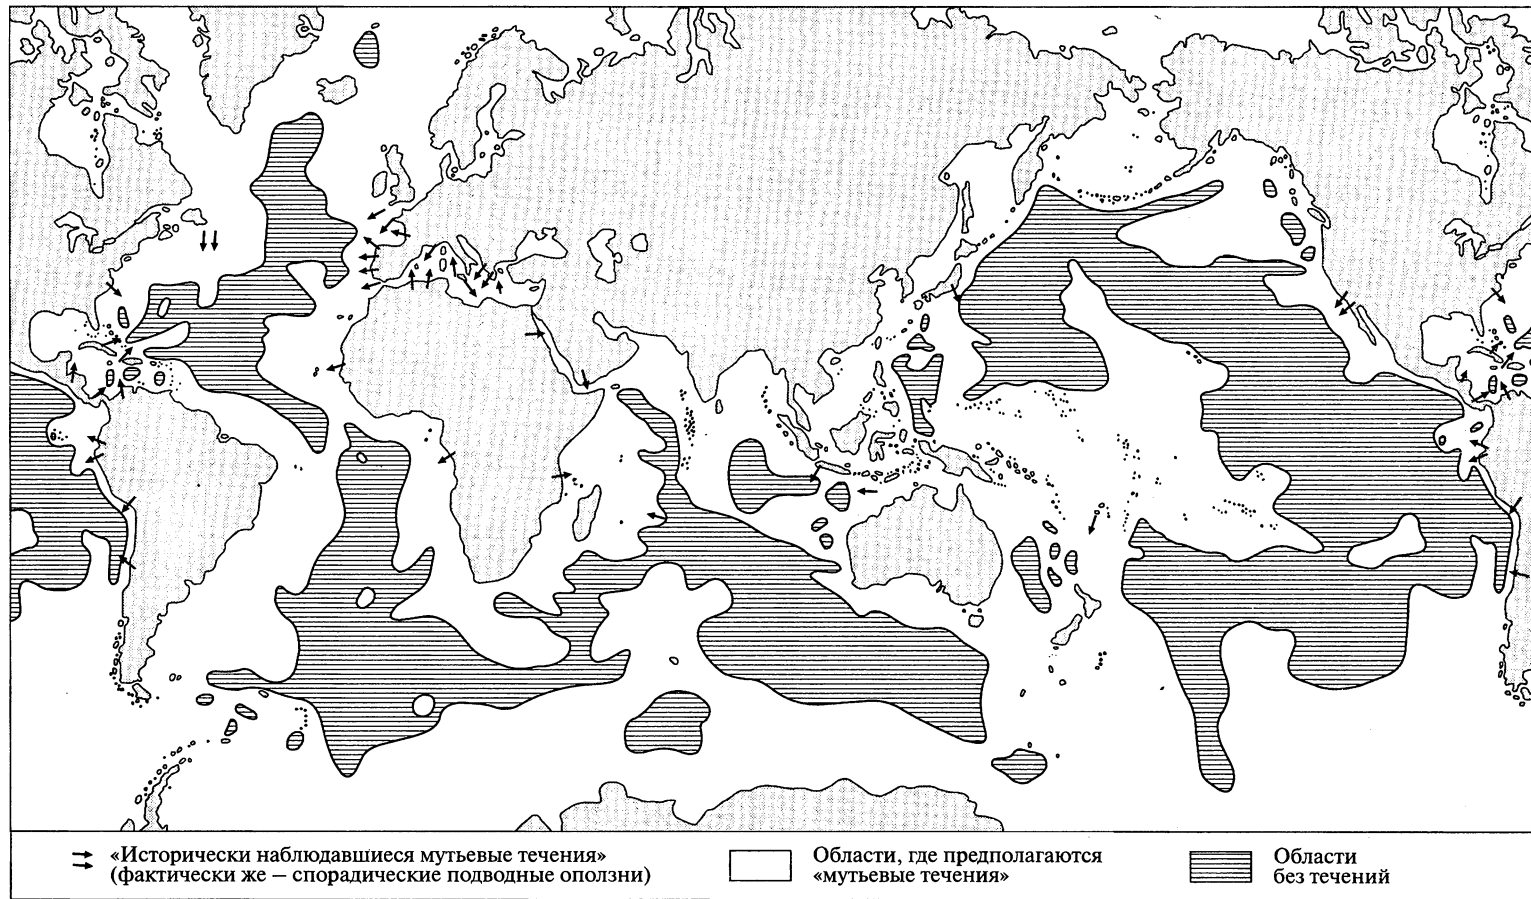 «Исторически наблюдавшиеся мутьевые течения»
(фактически же – спорадические подводные оползни)
Области, где предполагаются
«мутьевые течения»
Области
без течений